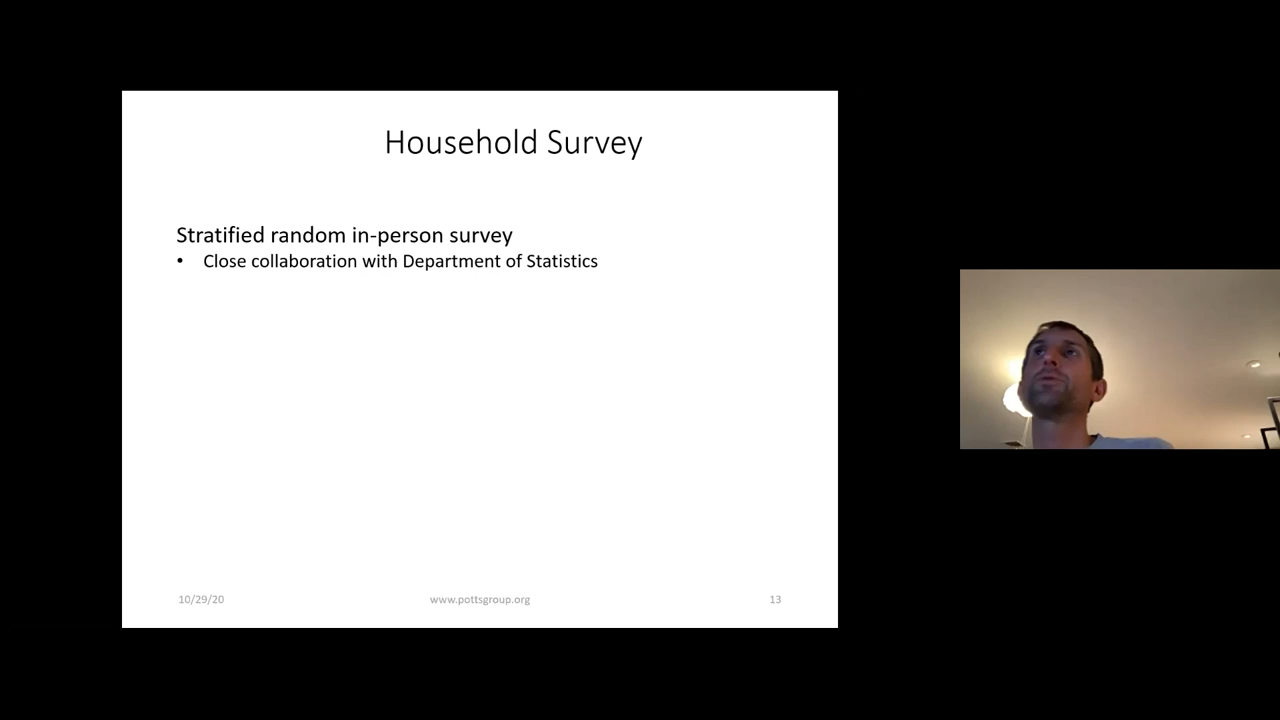 Household Survey
Stratified random in-person survey
• Close collaboration with Department of Statistics
10/29/20 www.pottsgroup.org 13